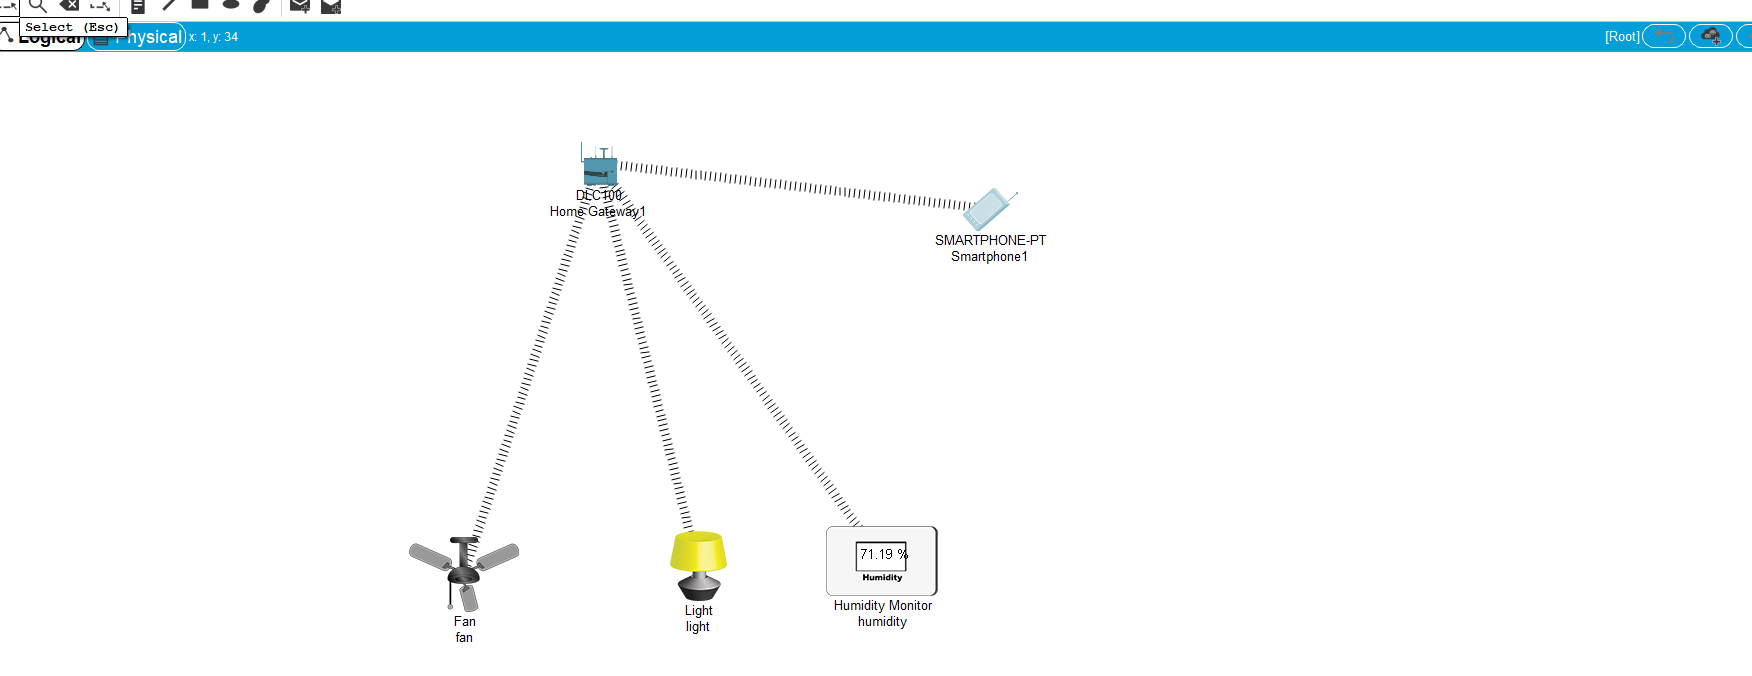 Select (Esc)
Logical
Physical
x: 1, y: 34
[Root]
DLC100
Home Gateway1
SMARTPHONE-PT
Smartphone1
71.19 %
Humidity
Fan
fan
Light
light
Humidity Monitor
humidity